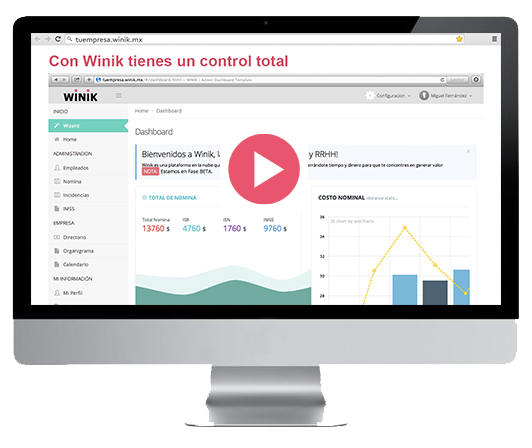 tuempresa.winik.mx
Con Winik tienes un control total
tuempresa.winik.mx
WINIK
Configuracion
Miguel Fernández
INICIO
Wizard
Home
ADMINISTRACION
Empleados
Nomina
Incidencias
IMSS
EMPRESA
Directorio
Organigrama
Calendario
MI INFORMACIÓN
Mi Perfil
Home - Dashboard
Dashboard
Bienvenidos a Winik, y RRHH!
Winik es una plataforma en la nube tiempo y dinero para que te concentres en generar valor
NOTA: Estamos en Fase BETA.
TOTAL DE NOMINA
Total Nomina
13760 $
ISR
4760 $
ISN
1760 $
IMSS
9760 $
COSTO NOMINAL distance stats...
36
34
32
30
28